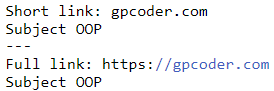 Short link: gpcoder.com
Subject OOP
---
Full link: https://gpcoder.com
Subject OOP